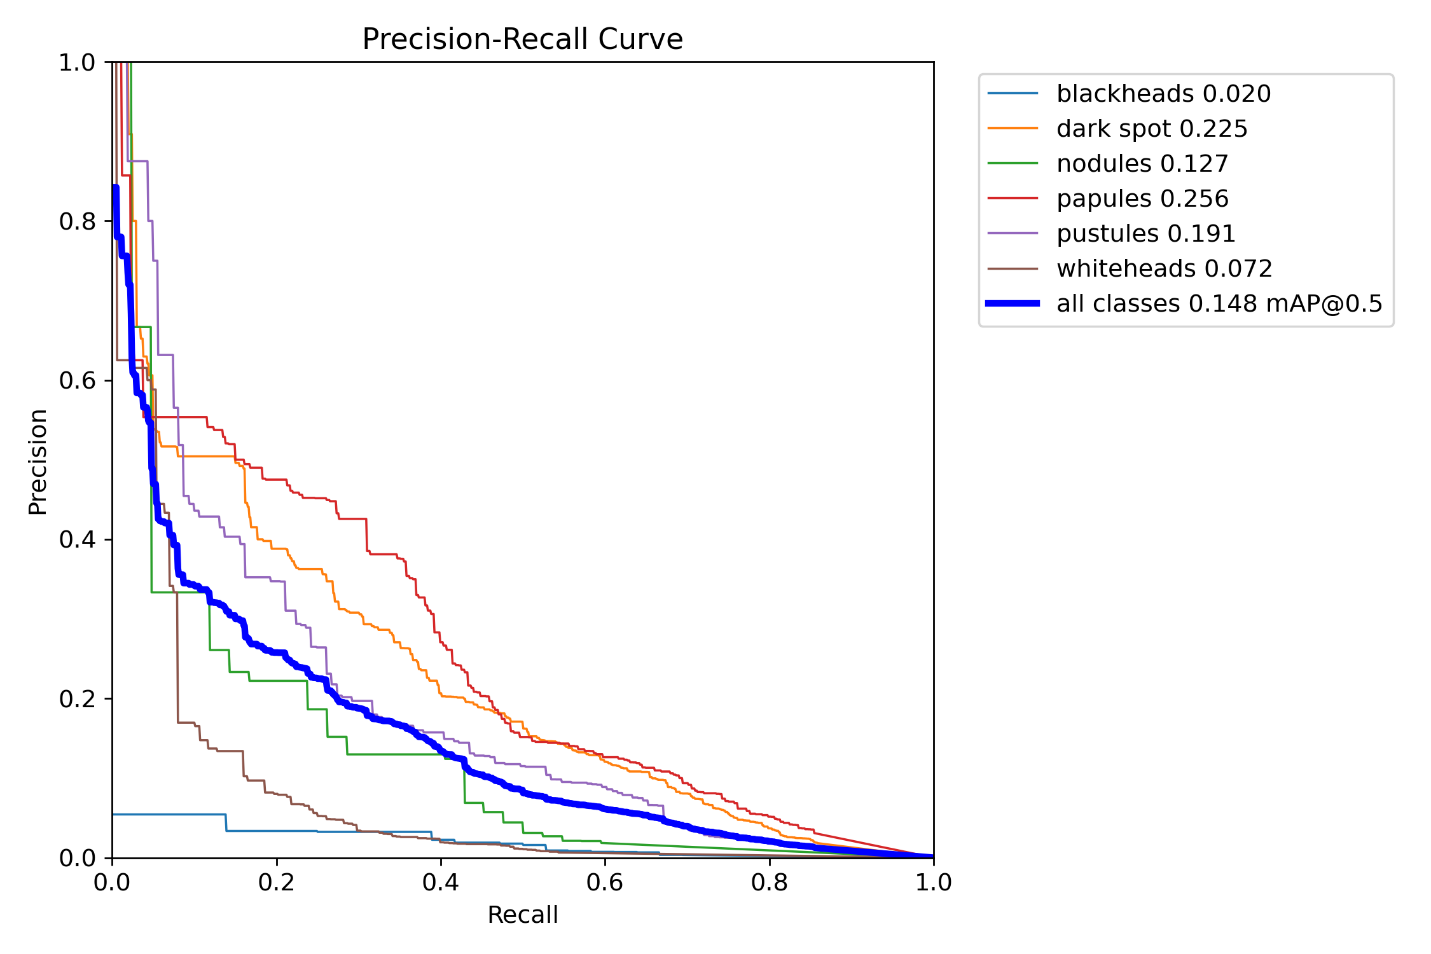 Precision-Recall Curve
1.0
0.8
0.6
0.4
0.2
0.0
Precision
0.0 0.2 0.4 0.6 0.8 1.0
Recall
blackheads 0.020
dark spot 0.225
nodules 0.127
papules 0.256
pustules 0.191
whiteheads 0.072
all classes 0.148 mAP@0.5